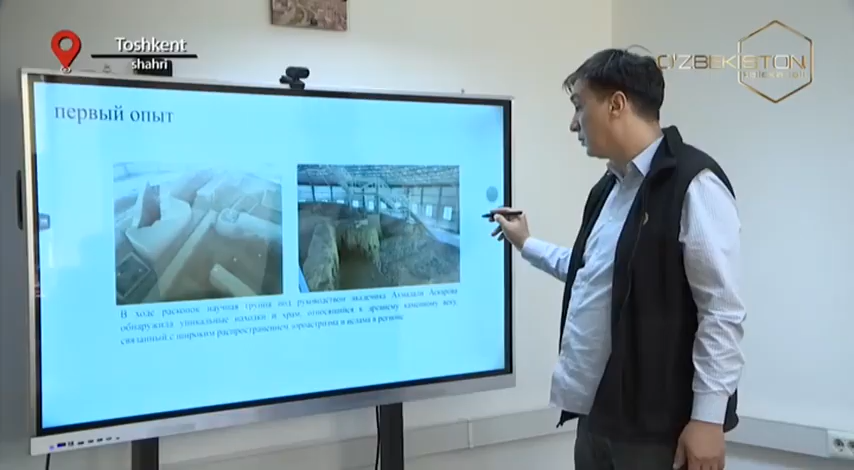 Toshkent
shahri
O'ZBEKISTON
первый опыт
В ходе раскопок научная группа под руководством академика Ахмадали Аскарова
обнаружила уникальные находки и храм, относящийся к древнему каменному веку,
связанный с широким распространением зороастризма и ислама в регионе